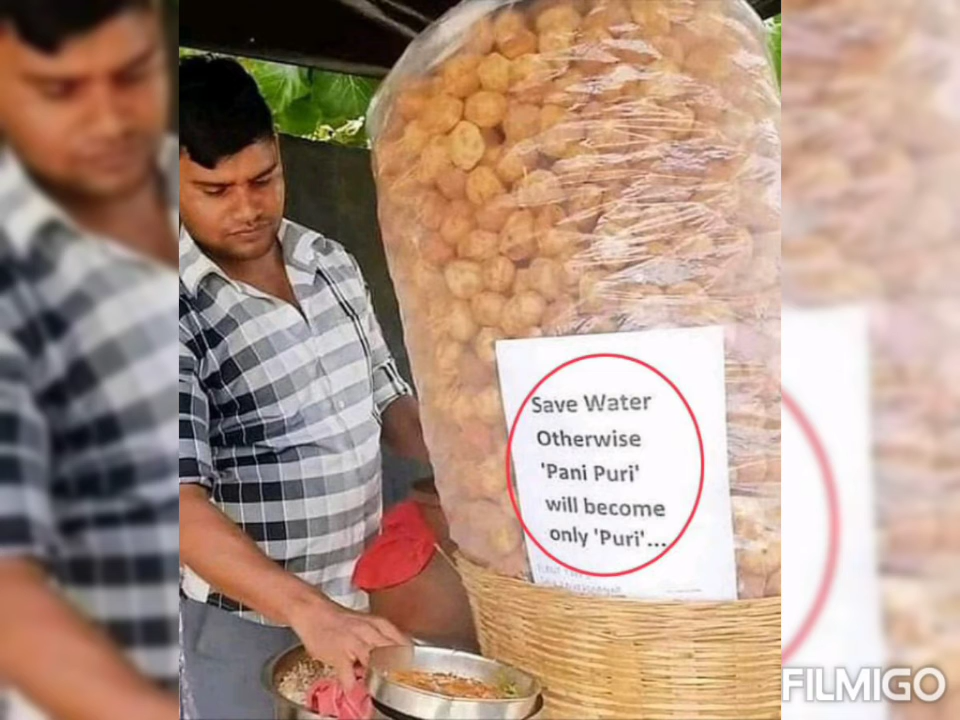 Save Water
Otherwise
'Pani Puri'
will become
only 'Puri'...
FILMIGO